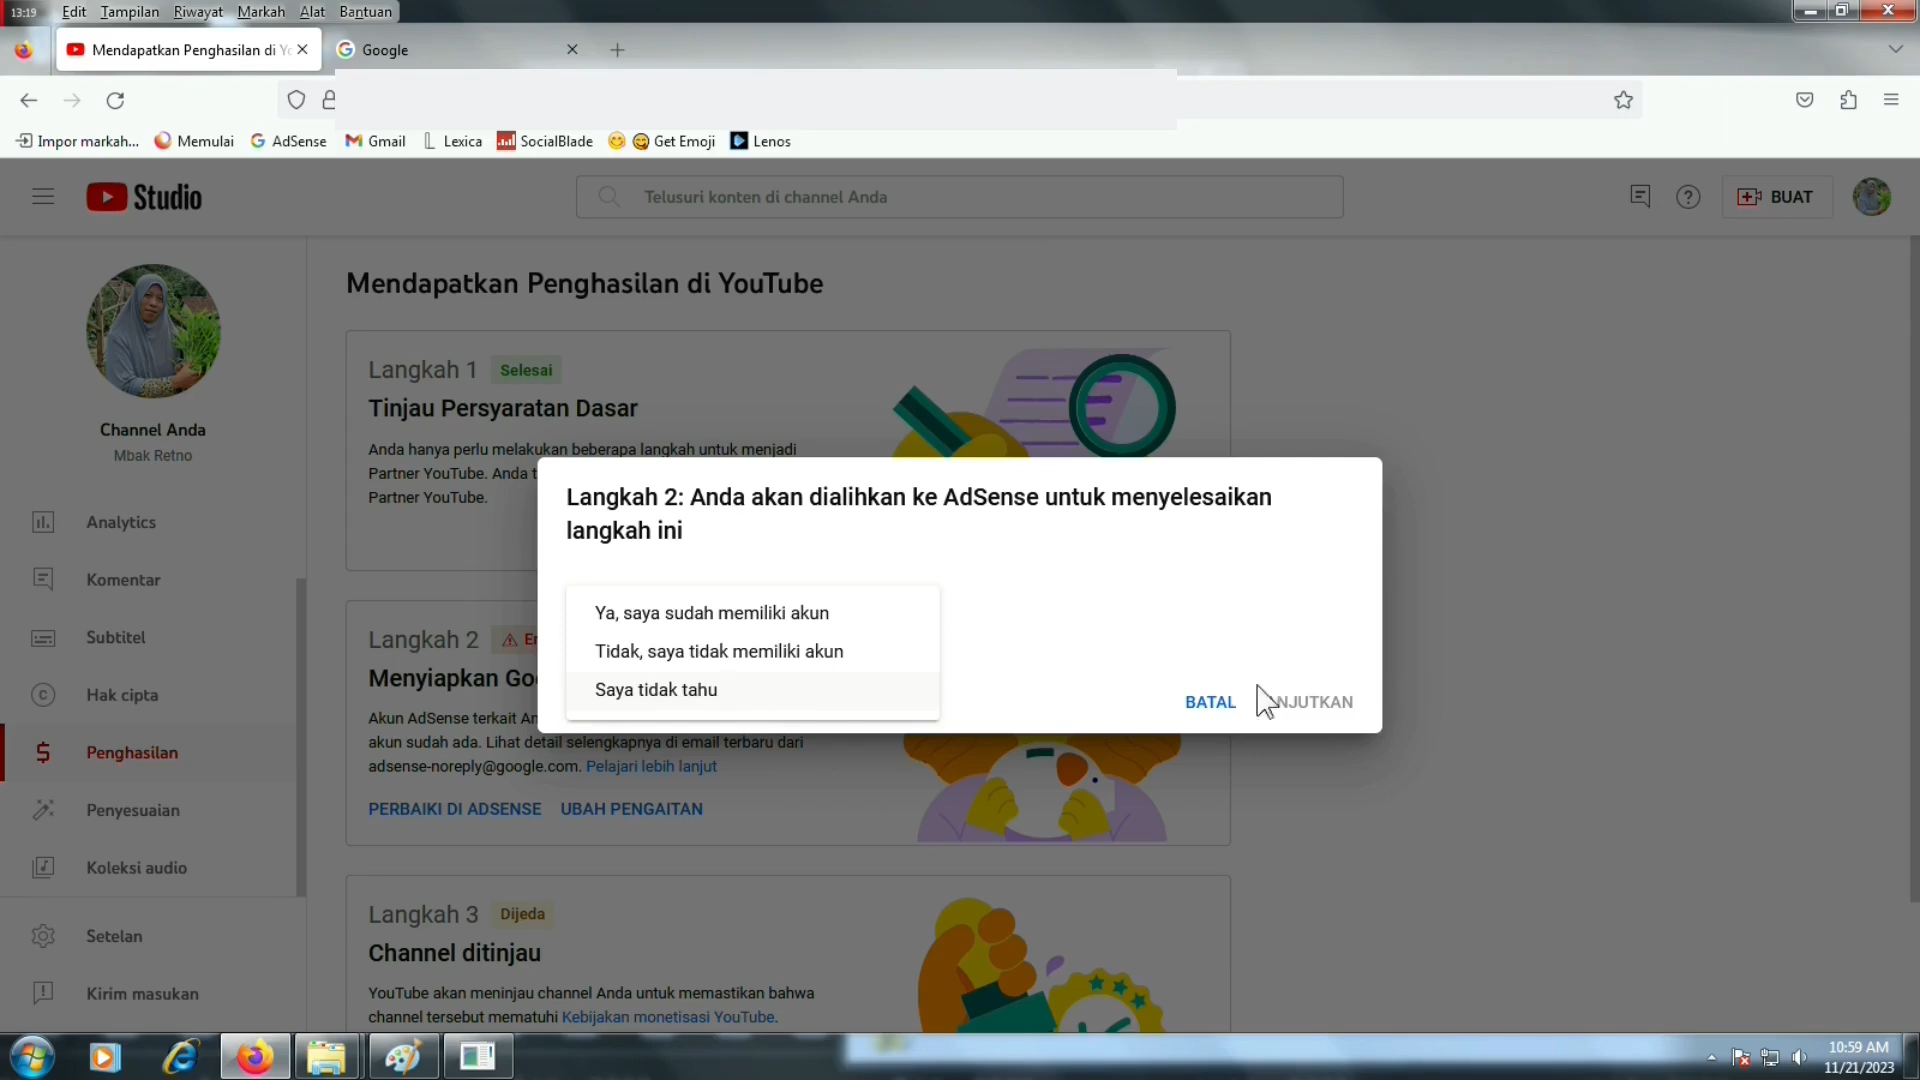 13:19 Edit Tampilan Riwayat Markah Alat Bantuan
Mendapatkan Penghasilan di Yo
Google
Impor markah... Memulai AdSense Gmail Lexica SocialBlade Get Emoji Lenos
Studio
Telusuri konten di channel Anda
BUAT
Channel Anda
Mbak Retno
Analytics
Komentar
Subtitel
Hak cipta
Penghasilan
Penyesuaian
Koleksi audio
Setelan
Kirim masukan
Mendapatkan Penghasilan di YouTube
Langkah 1 Selesai
Tinjau Persyaratan Dasar
Anda hanya perlu melakukan beberapa langkah untuk menjadi
Partner YouTube. Anda t
Partner YouTube.
Langkah 2: Anda akan dialihkan ke AdSense untuk menyelesaikan
langkah ini
Ya, saya sudah memiliki akun
Tidak, saya tidak memiliki akun
Saya tidak tahu
BATAL
NJUTKAN
Langkah 2 Er
Menyiapkan Goo
Akun AdSense terkait An
akun sudah ada. Lihat detail selengkapnya di email terbaru dari
adsense-noreply@google.com. Pelajari lebih lanjut
PERBAIKI DI ADSENSE UBAH PENGAITAN
Langkah 3 Dijeda
Channel ditinjau
YouTube akan meninjau channel Anda untuk memastikan bahwa
channel tersebut mematuhi Kebijakan monetisasi YouTube.
10:59 AM
11/21/2023